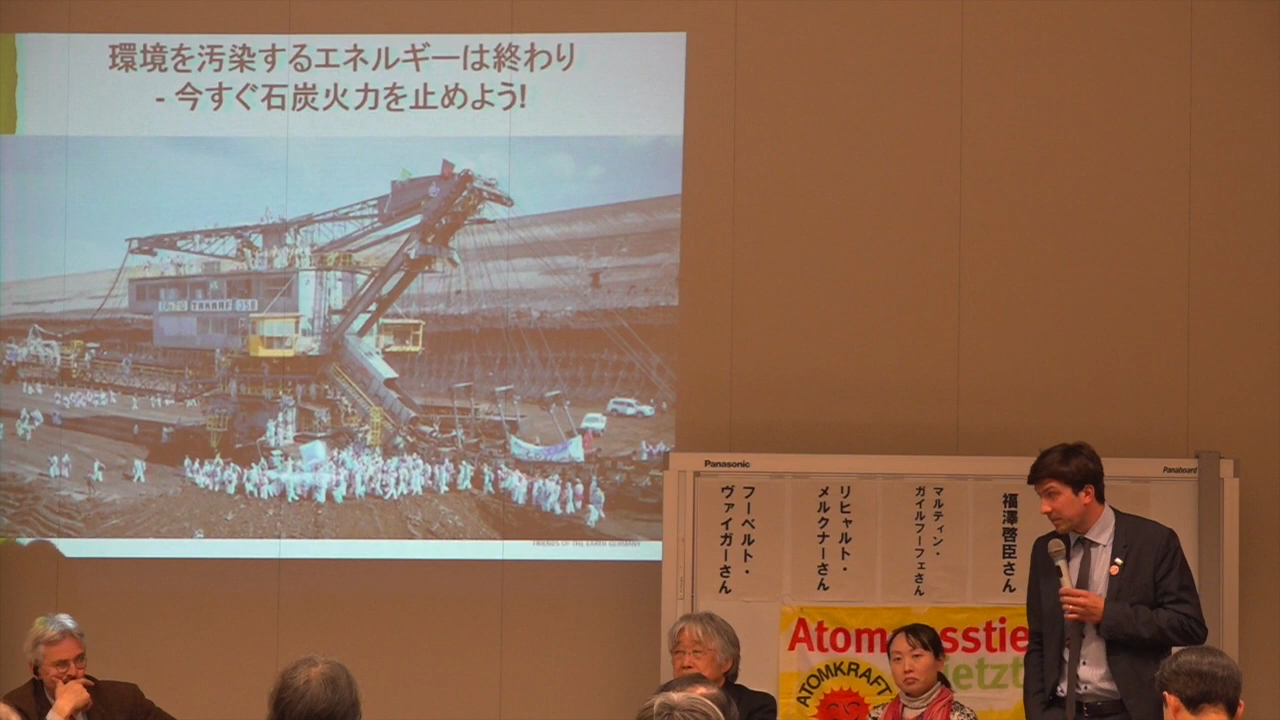 環境を汚染するエネルギーは終わり
- 今すぐ石炭火力を止めよう!
TAKRAF
FRIENDS OF THE EARTH GERMANY
Panasonic
Panaboard
フーベルト・
ヴァイガーさん
リヒャルト・
メルクナーさん
マルティン・
ガイルフーフェさん
福澤啓臣さん
jetzt
ATOMKRAFT